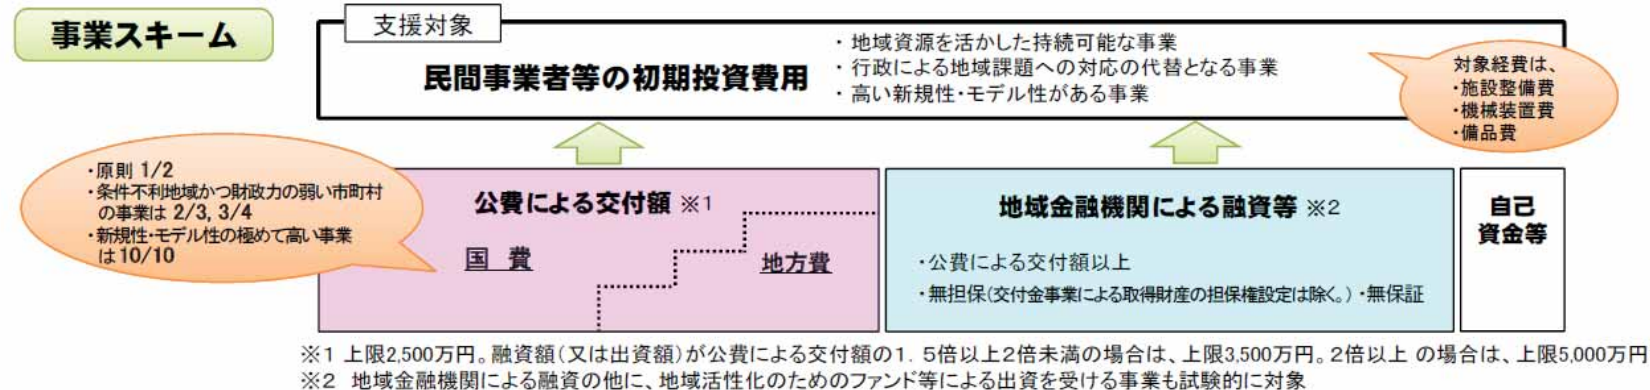 事業スキーム
支援対象
民間事業者等の初期投資費用
・地域資源を活かした持続可能な事業
・行政による地域課題への対応の代替となる事業
・高い新規性・モデル性がある事業
対象経費は、
・施設整備費
・機械装置費
・備品費
・原則 1/2
・条件不利地域かつ財政力の弱い市町村
の事業は 2/3, 3/4
・新規性・モデル性の極めて高い事業
は 10/10
公費による交付額 ※1
国 費
地方費
地域金融機関による融資等 ※2
・公費による交付額以上
・無担保(交付金事業による取得財産の担保権設定は除く。)・無保証
自己
資金等
※1 上限2,500万円。融資額(又は出資額)が公費による交付額の1.5倍以上2倍未満の場合は、上限3,500万円。2倍以上 の場合は、上限5,000万円
※2 地域金融機関による融資の他に、地域活性化のためのファンド等による出資を受ける事業も試験的に対象